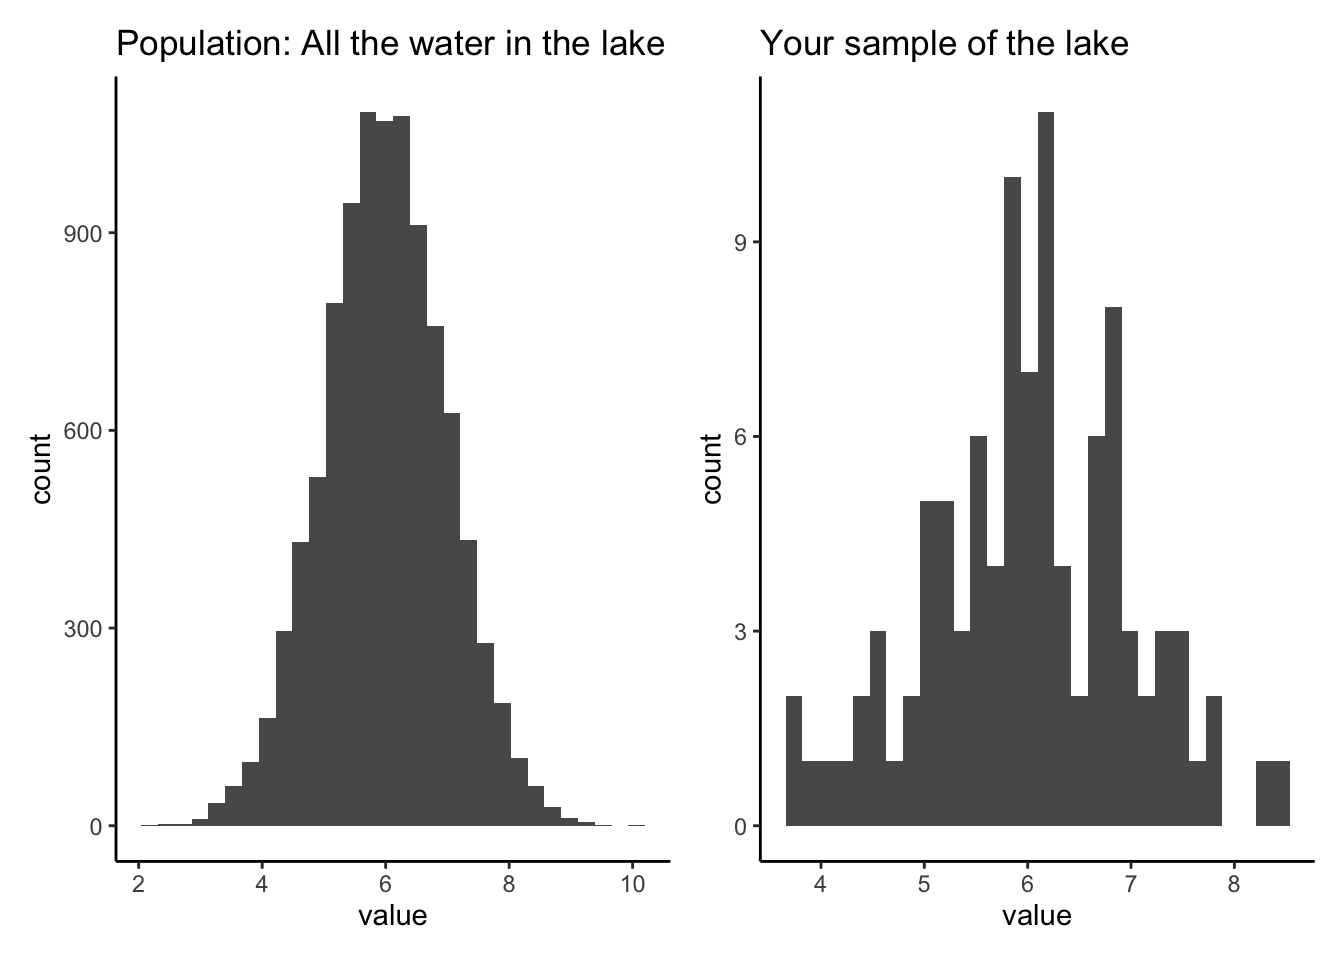 Population: All the water in the lake
count
900
600
300
0
2 4 6 8 10
value
Your sample of the lake
count
9
6
3
0
4 5 6 7 8
value